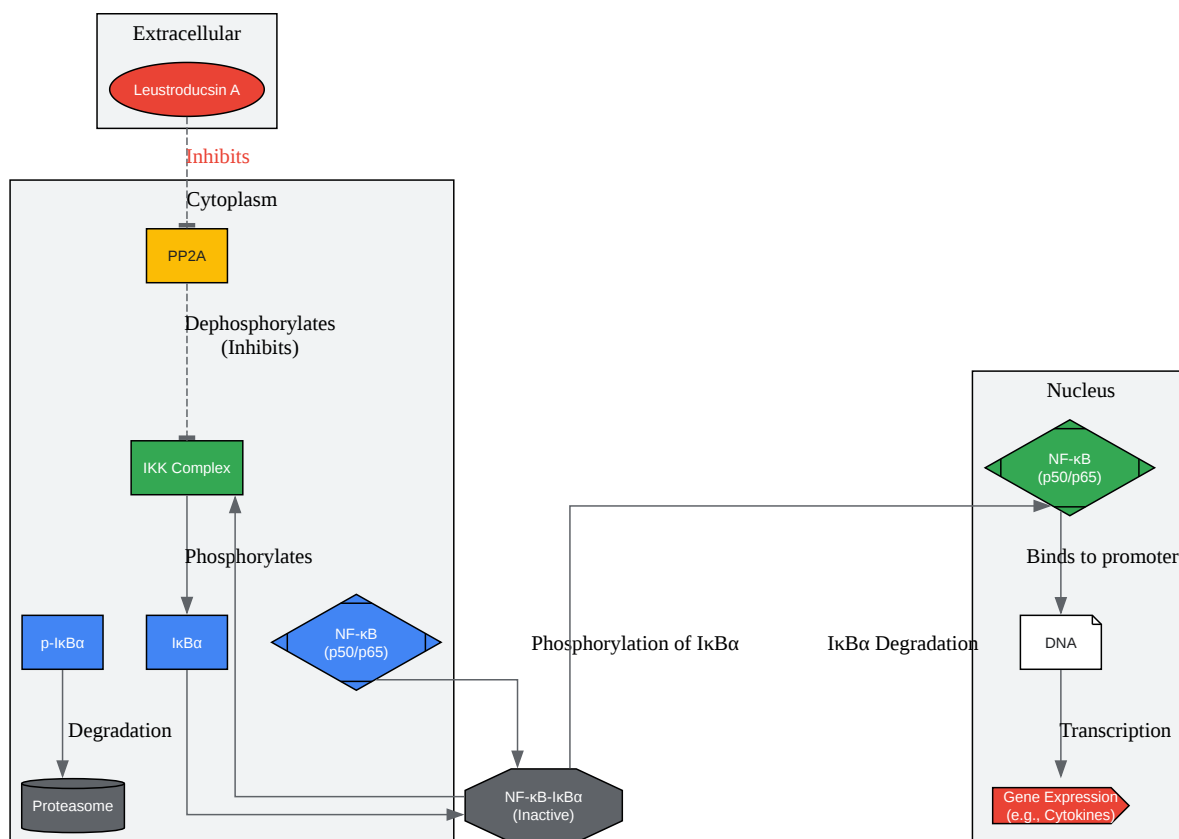 Extracellular
Leustroducsin A
Inhibits
Cytoplasm
PP2A
Dephosphorylates
(Inhibits)
IKK Complex
Phosphorylates
p-IκBα
IκBα
NF-κB
(p50/p65)
Degradation
Proteasome
NF-κB-IκBα
(Inactive)
Phosphorylation of IκBα
IκBα Degradation
Nucleus
NF-κB
(p50/p65)
Binds to promoter
DNA
Transcription
Gene Expression
(e.g., Cytokines)